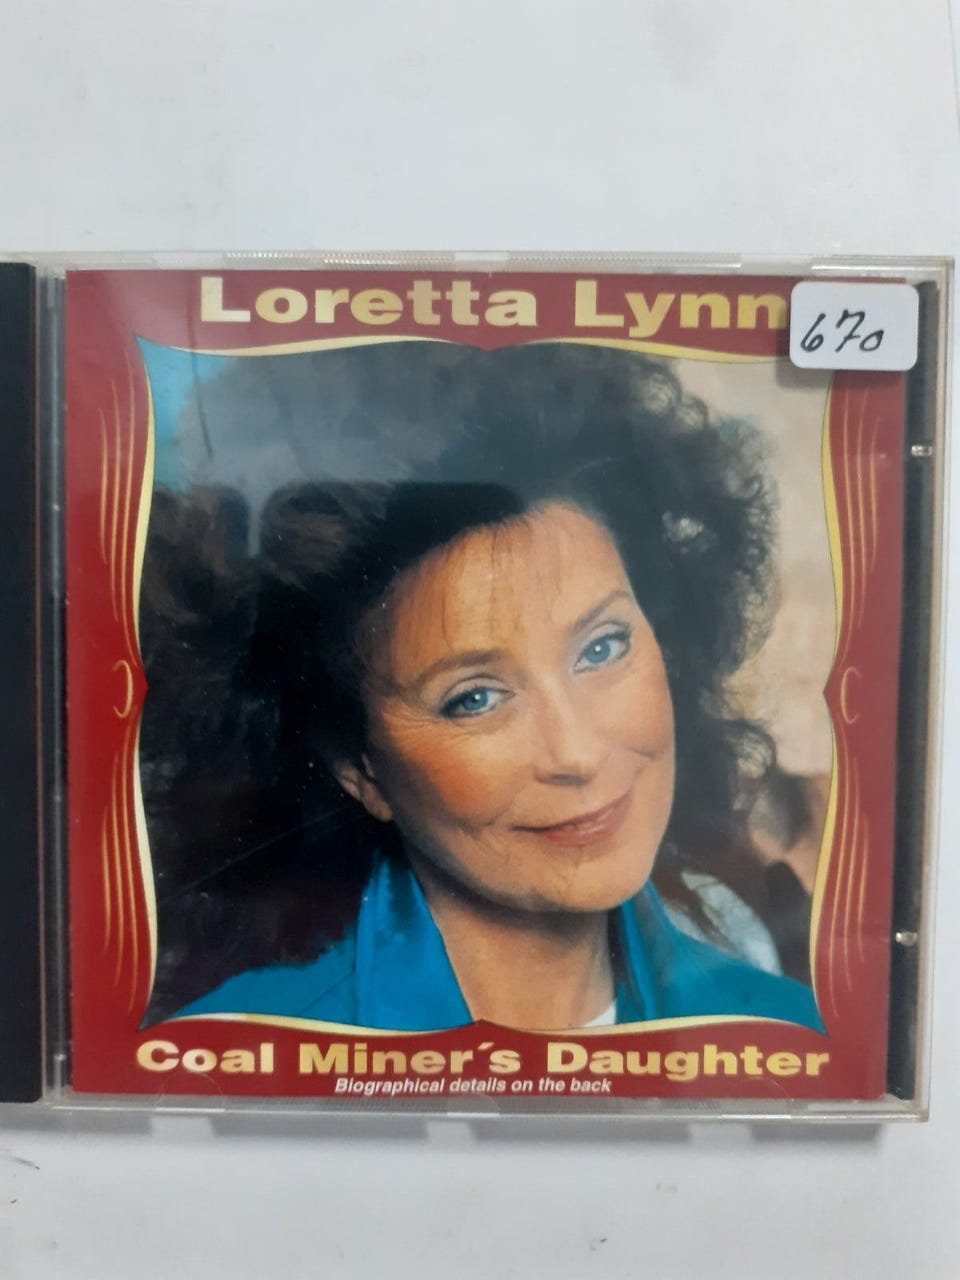 Loretta Lynn
670
Coal Miner´s Daughter
Biographical details on the back